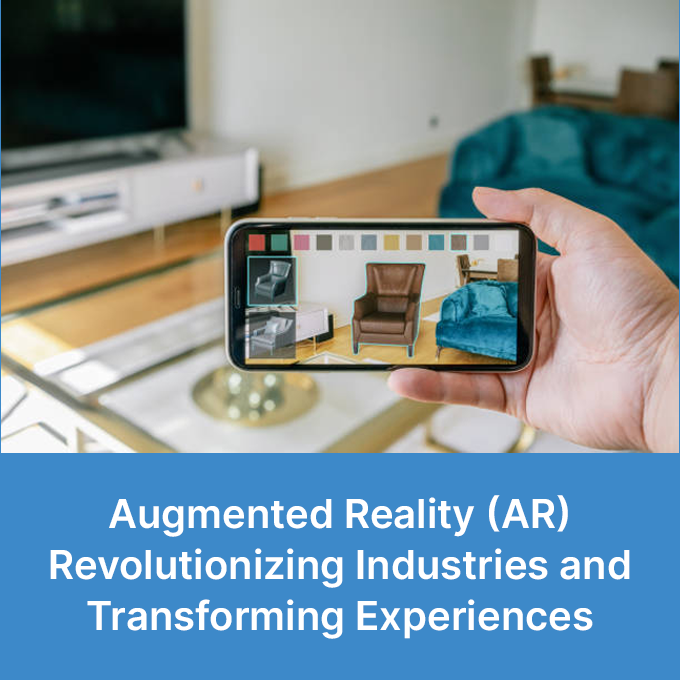 Augmented Reality (AR)
Revolutionizing Industries and
Transforming Experiences